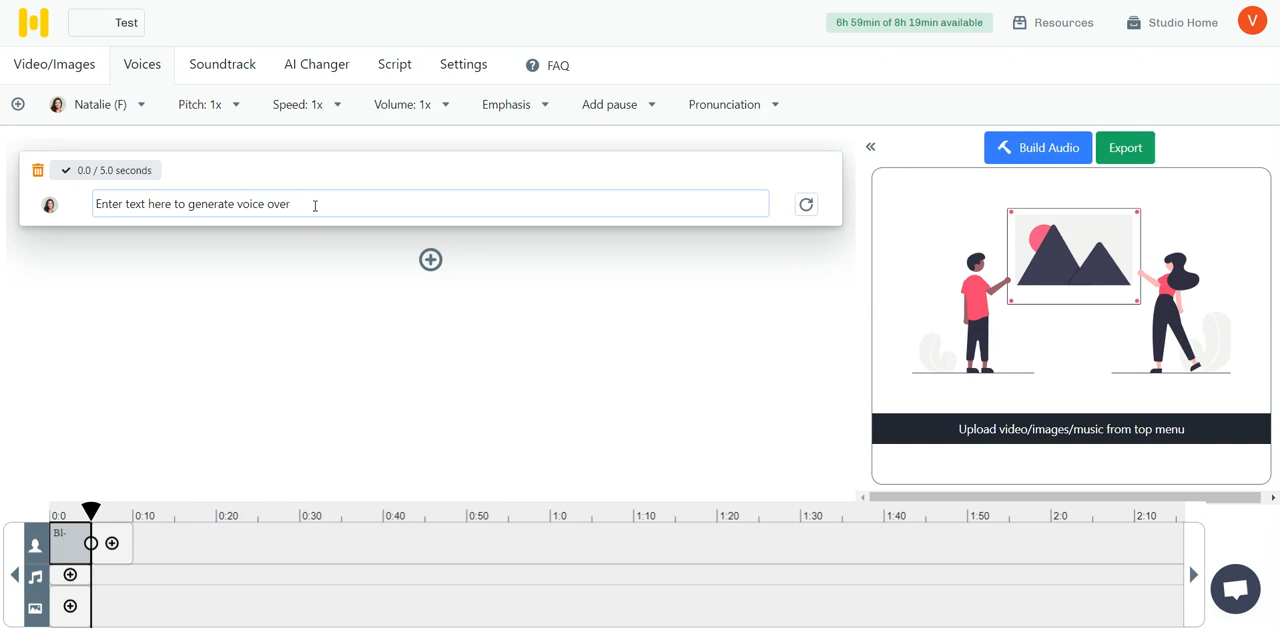 Test
6h 59min of 8h 19min available
Resources
Studio Home
V
Video/Images
Voices
Soundtrack
AI Changer
Script
Settings
FAQ
Natalie (F)
Pitch: 1x
Speed: 1x
Volume: 1x
Emphasis
Add pause
Pronunciation
0.0 / 5.0 seconds
Enter text here to generate voice over
Build Audio
Export
Upload video/images/music from top menu
0:0
0:10
0:20
0:30
0:40
0:50
1:0
1:10
1:20
1:30
1:40
1:50
2:0
2:10
Bl-